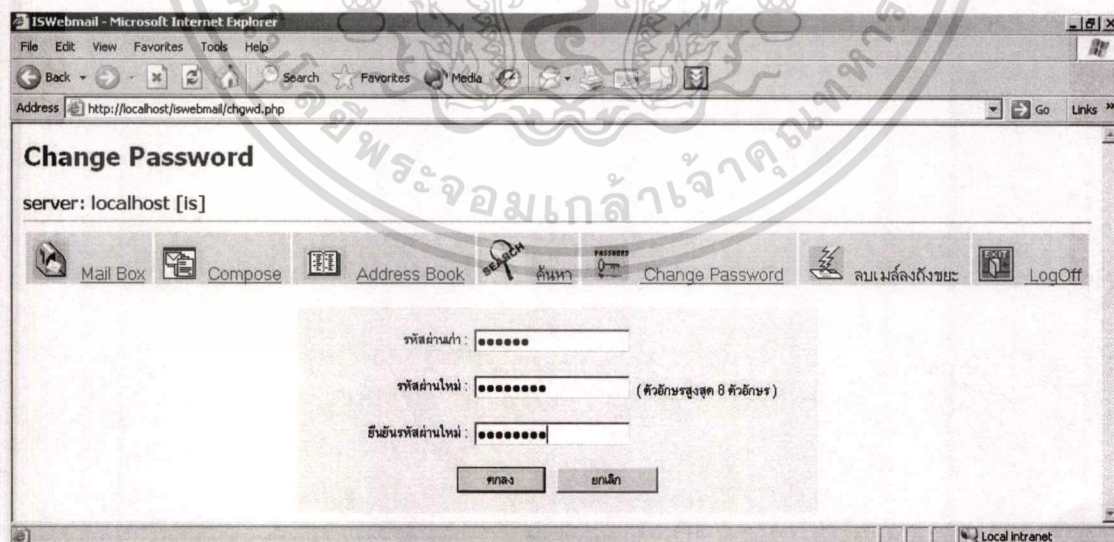 ISWebmail - Microsoft Internet Explorer
File Edit View Favorites Tools Help
Back Search Favorites Media
Address http://localhost/iswebmail/chgwd.php Go Links »
Change Password
server: localhost [is]
Mail Box Compose Address Book SEARCH ค้นหา PASSWORD Change Password ลบเมล์ลงถังขยะ EXIT LogOff
รหัสผ่านเก่า : ●●●●●●
รหัสผ่านใหม่ : ●●●●●●●● ( ตัวอักษรสูงสุด 8 ตัวอักษร )
ยืนยันรหัสผ่านใหม่ : ●●●●●●●●
ตกลง ยกเลิก
Local intranet